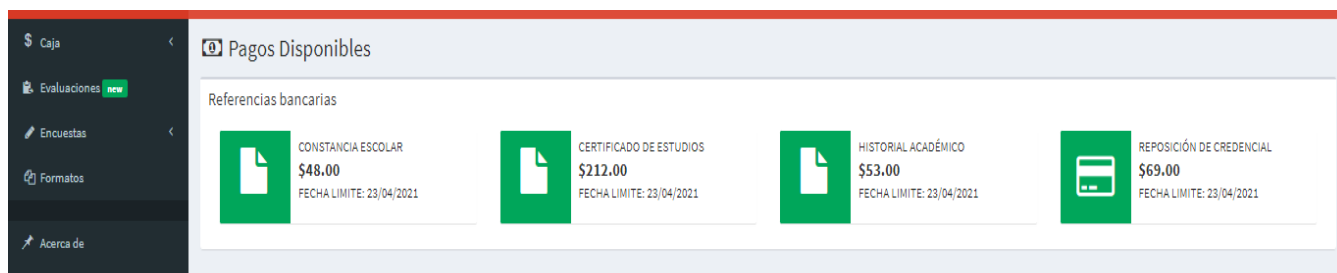 $ Caja
Evaluaciones new
Encuestas
Formatos
Acerca de
Pagos Disponibles
Referencias bancarias
CONSTANCIA ESCOLAR
$48.00
FECHA LIMITE: 23/04/2021
CERTIFICADO DE ESTUDIOS
$212.00
FECHA LIMITE: 23/04/2021
HISTORIAL ACADÉMICO
$53.00
FECHA LIMITE: 23/04/2021
REPOSICIÓN DE CREDENCIAL
$69.00
FECHA LIMITE: 23/04/2021